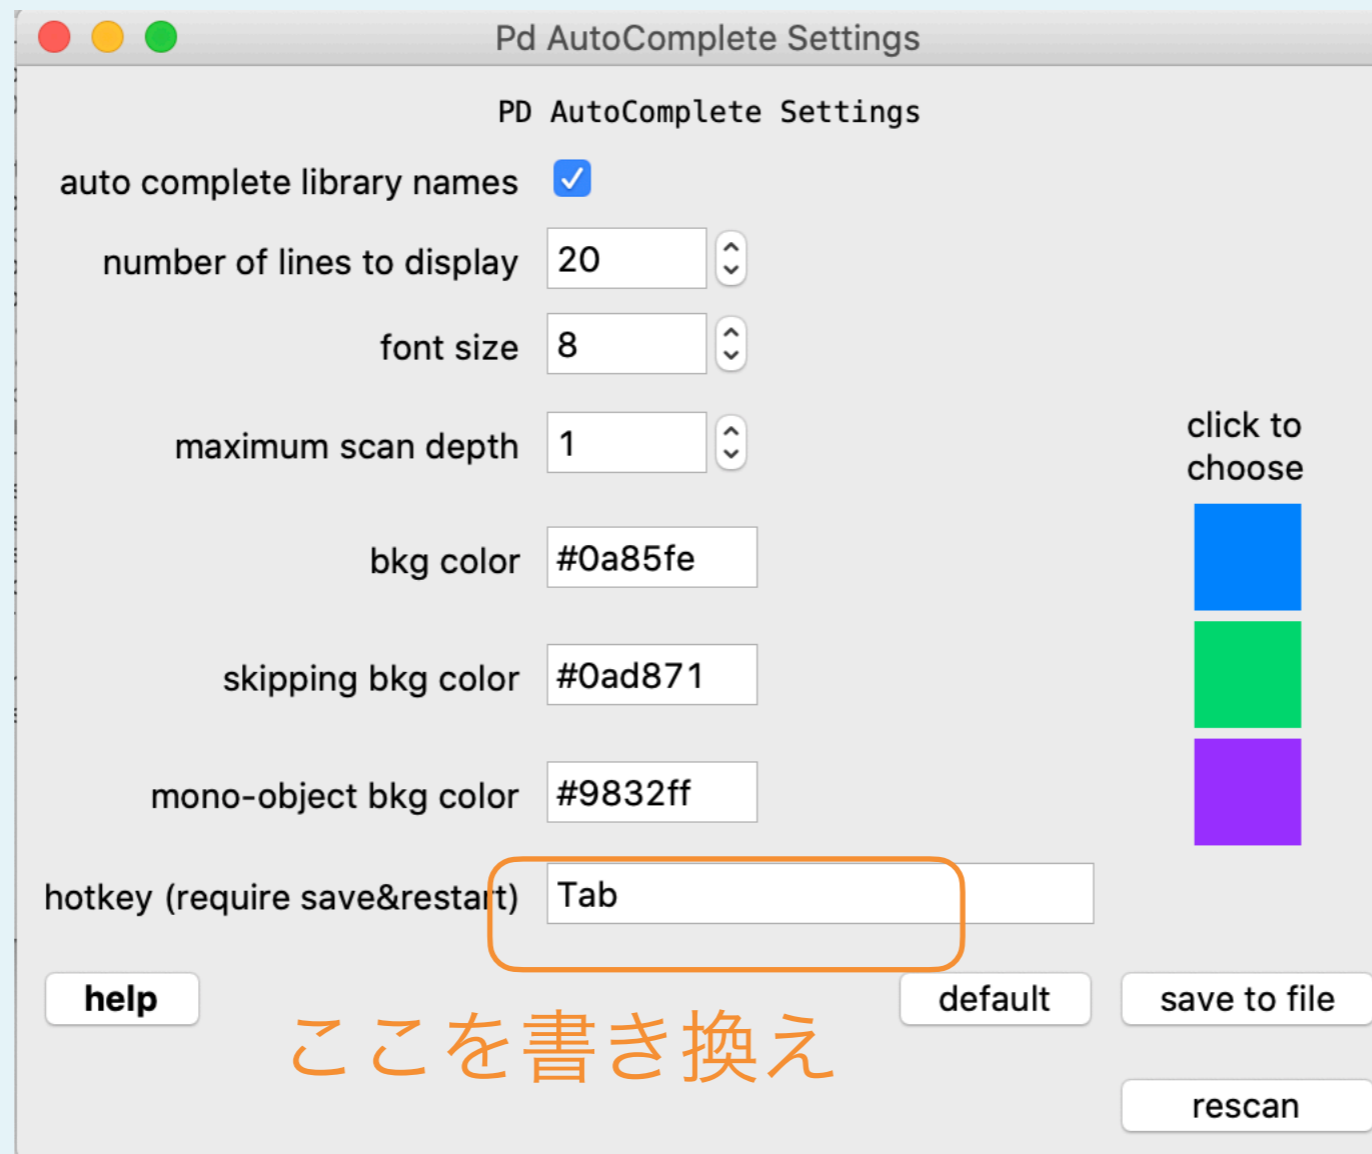 Pd AutoComplete Settings
PD AutoComplete Settings
auto complete library names
number of lines to display 20
font size 8
maximum scan depth 1
click to
choose
bkg color #0a85fe
skipping bkg color #0ad871
mono-object bkg color #9832ff
hotkey (require save&restart) Tab
help default save to file
ここを書き換え
rescan